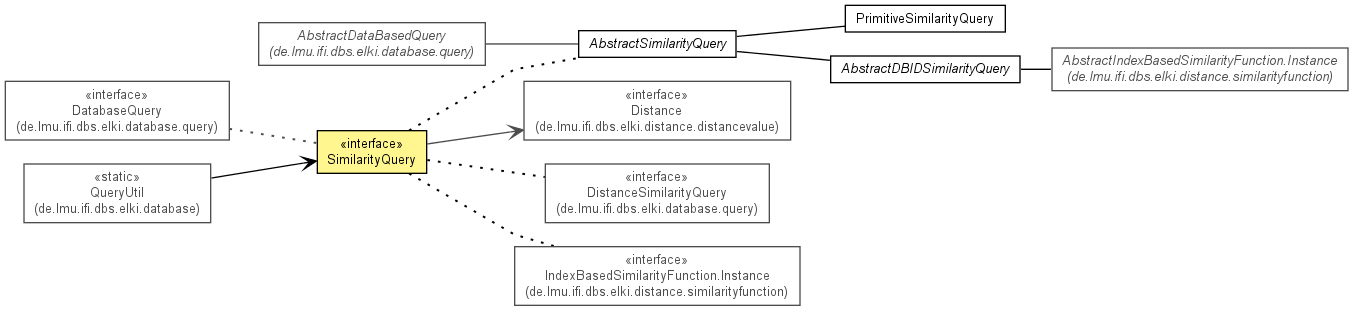 PrimitiveSimilarityQuery
AbstractDataBasedQuery
(de.lmu.ifi.dbs.elki.database.query)
AbstractSimilarityQuery
AbstractDBIDSimilarityQuery
AbstractIndexBasedSimilarityFunction.Instance
(de.lmu.ifi.dbs.elki.distance.similarityfunction)
«interface»
DatabaseQuery
(de.lmu.ifi.dbs.elki.database.query)
«interface»
Distance
(de.lmu.ifi.dbs.elki.distance.distancevalue)
«interface»
SimilarityQuery
«static»
QueryUtil
(de.lmu.ifi.dbs.elki.database)
«interface»
DistanceSimilarityQuery
(de.lmu.ifi.dbs.elki.database.query)
«interface»
IndexBasedSimilarityFunction.Instance
(de.lmu.ifi.dbs.elki.distance.similarityfunction)